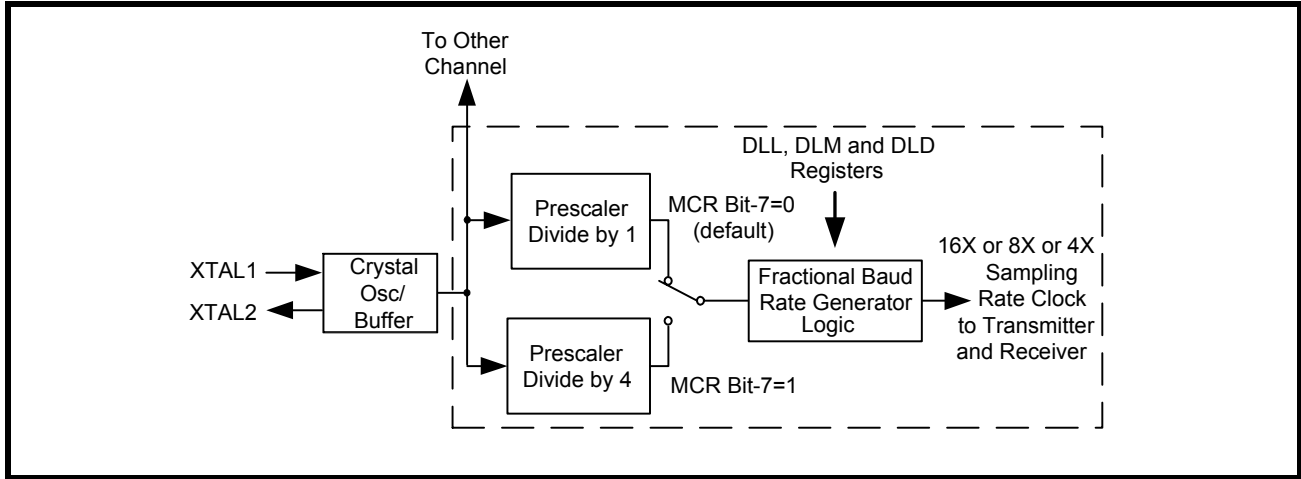 To Other
Channel
DLL, DLM and DLD
Registers
Prescaler
Divide by 1
MCR Bit-7=0
(default)
16X or 8X or 4X
Sampling
Rate Clock
to Transmitter
and Receiver
XTAL1
XTAL2
Crystal
Osc/
Buffer
Fractional Baud
Rate Generator
Logic
Prescaler
Divide by 4
MCR Bit-7=1